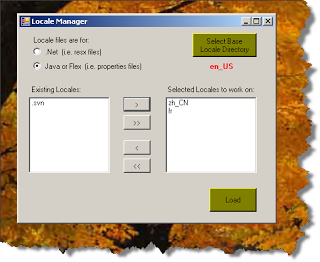 Locale Manager
Locale files are for:
.Net (i.e. resx files)
Java or Flex (i.e. properties files)
Select Base
Locale Directory
en_US
Existing Locales:
Selected Locales to work on:
.svn
>
>>
<
<<
zh_CN
fr
Load